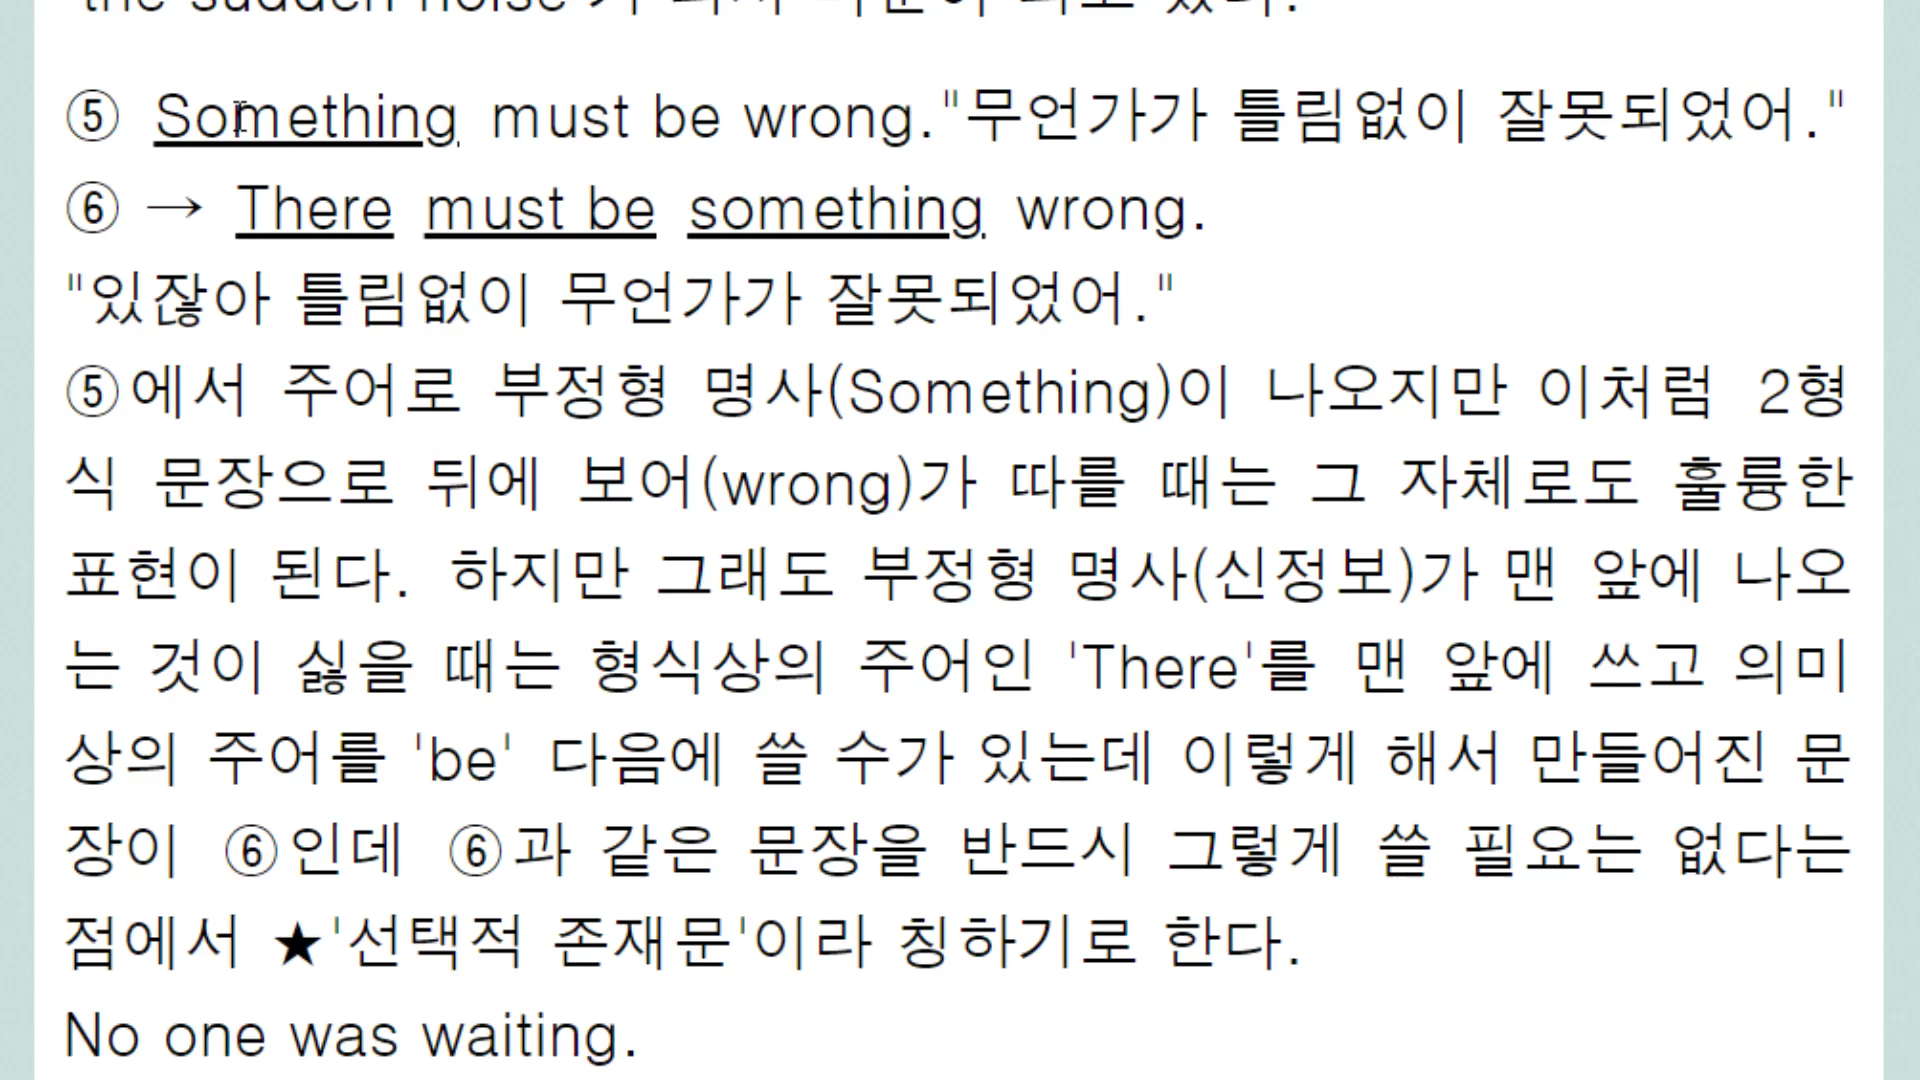 the sudden noise
⑤ Something must be wrong."무언가가 틀림없이 잘못되었어."
⑥ → There must be something wrong.
"있잖아 틀림없이 무언가가 잘못되었어."
⑤에서 주어로 부정형 명사(Something)이 나오지만 이처럼 2형
식 문장으로 뒤에 보어(wrong)가 따를 때는 그 자체로도 훌륭한
표현이 된다. 하지만 그래도 부정형 명사(신정보)가 맨 앞에 나오
는 것이 싫을 때는 형식상의 주어인 'There'를 맨 앞에 쓰고 의미
상의 주어를 'be' 다음에 쓸 수가 있는데 이렇게 해서 만들어진 문
장이 ⑥인데 ⑥과 같은 문장을 반드시 그렇게 쓸 필요는 없다는
점에서 ★'선택적 존재문'이라 칭하기로 한다.
No one was waiting.